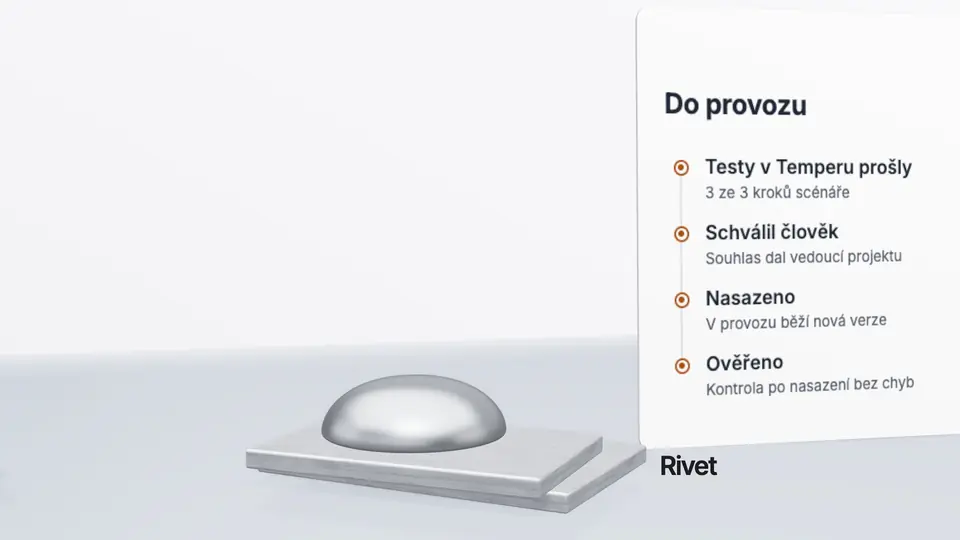 Do provozu
Testy v Temperu prošly
3 ze 3 kroků scénáře
Schválil člověk
Souhlas dal vedoucí projektu
Nasazeno
V provozu běží nová verze
Ověřeno
Kontrola po nasazení bez chyb
Rivet